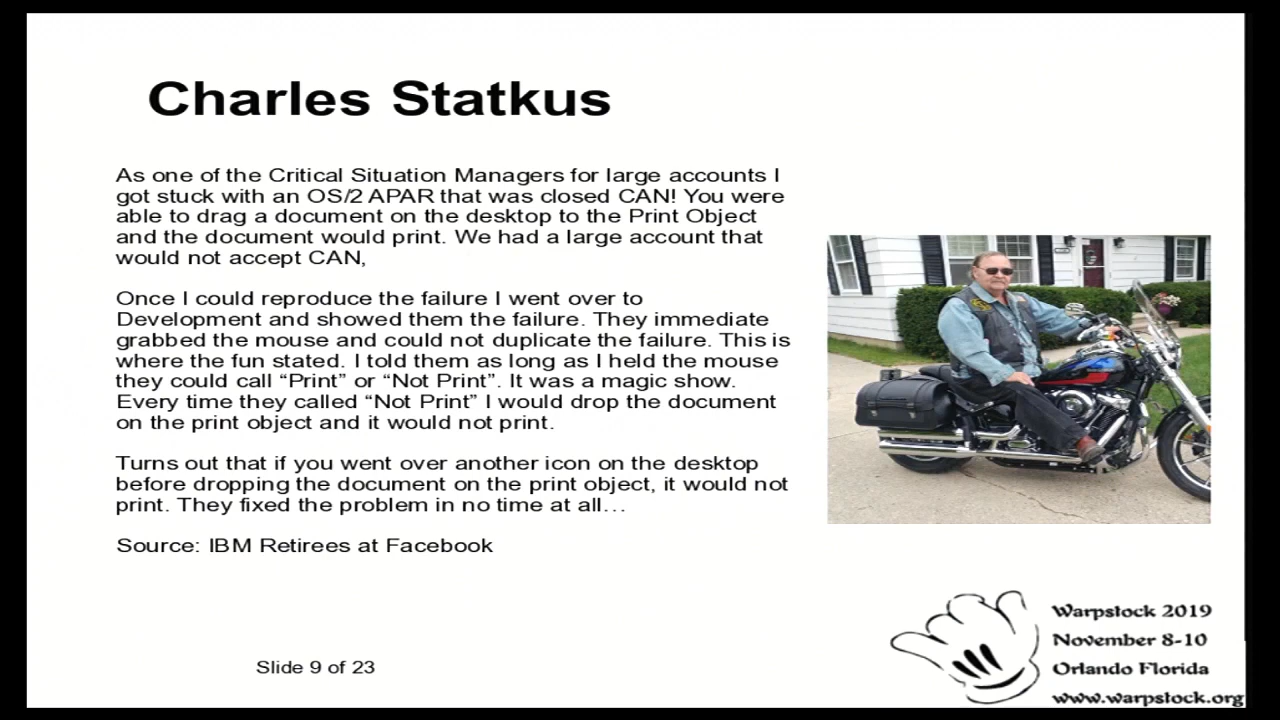 Charles Statkus
As one of the Critical Situation Managers for large accounts I
got stuck with an OS/2 APAR that was closed CAN! You were
able to drag a document on the desktop to the Print Object
and the document would print. We had a large account that
would not accept CAN,
Once I could reproduce the failure I went over to
Development and showed them the failure. They immediate
grabbed the mouse and could not duplicate the failure. This is
where the fun stated. I told them as long as I held the mouse
they could call “Print” or “Not Print”. It was a magic show.
Every time they called “Not Print” I would drop the document
on the print object and it would not print.
Turns out that if you went over another icon on the desktop
before dropping the document on the print object, it would not
print. They fixed the problem in no time at all…
Source: IBM Retirees at Facebook
Slide 9 of 23
Warpstock 2019
November 8-10
Orlando Florida
www.warpstock.org